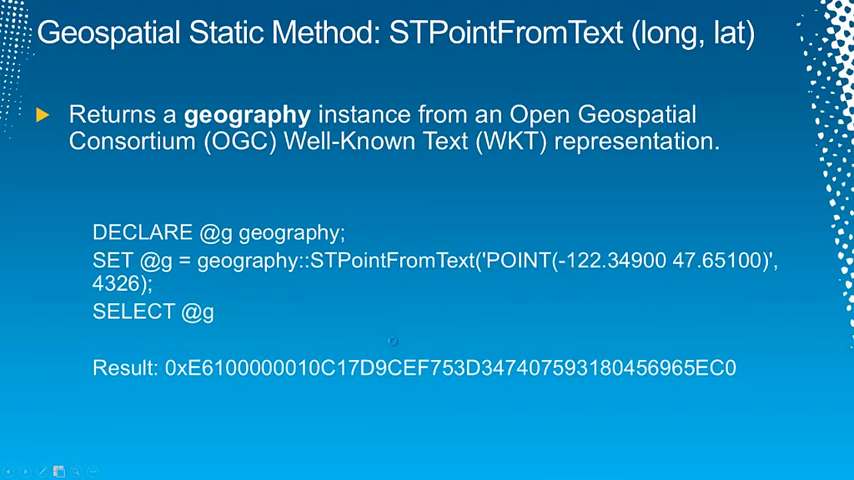 Geospatial Static Method: STPointFromText (long, lat)
Returns a geography instance from an Open Geospatial
Consortium (OGC) Well-Known Text (WKT) representation.
DECLARE @g geography;
SET @g = geography::STPointFromText('POINT(-122.34900 47.65100)',
4326);
SELECT @g
Result: 0xE6100000010C17D9CEF753D347407593180456965EC0